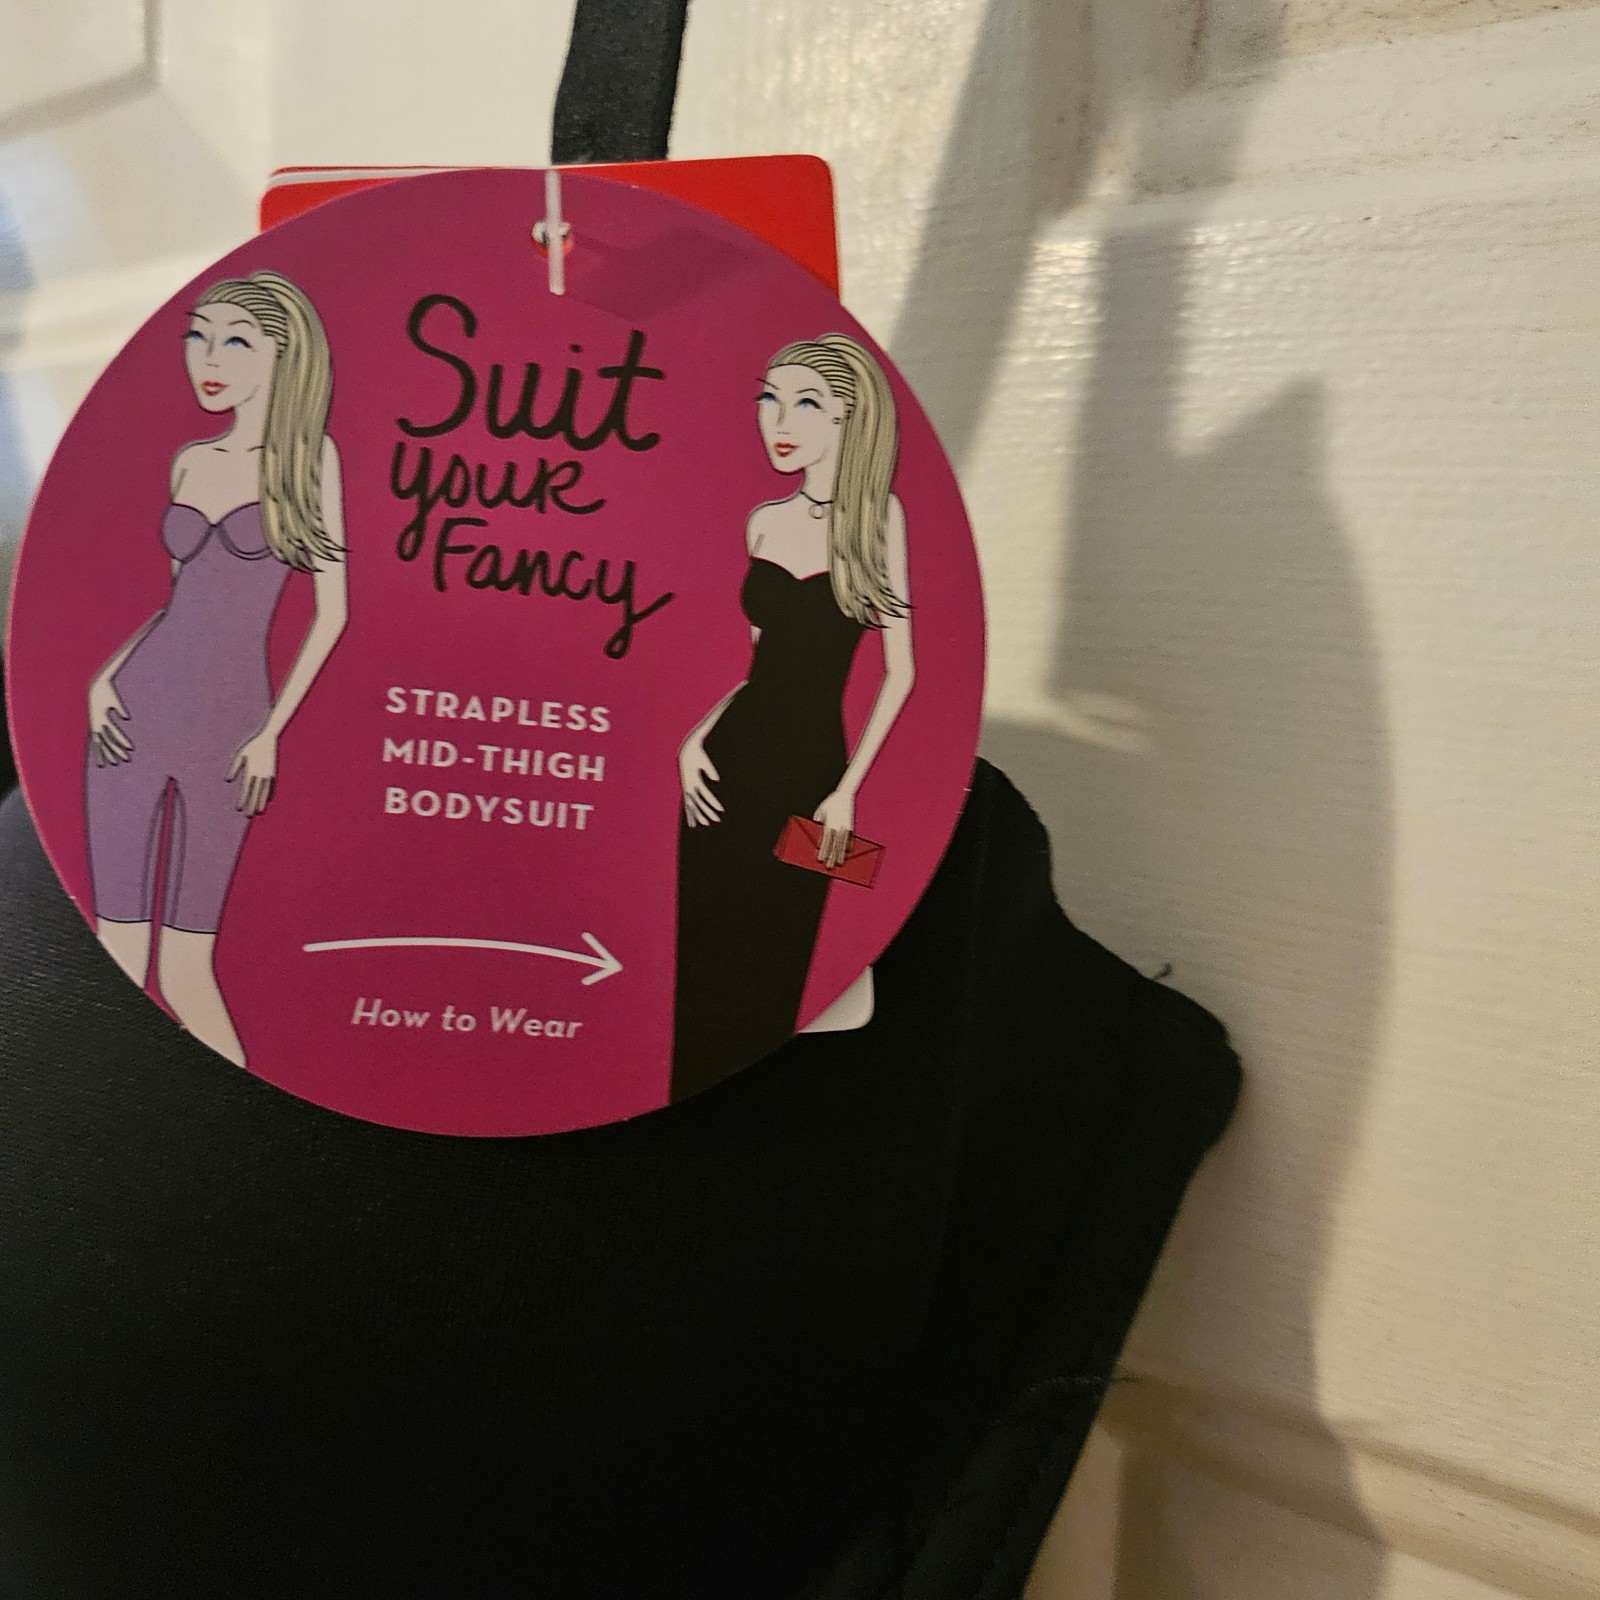 Suit
your
Fancy
STRAPLESS
MID-THIGH
BODYSUIT
How to Wear